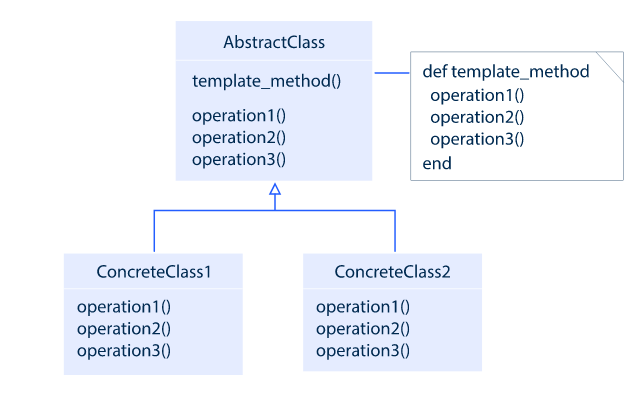 AbstractClass
template_method()
operation1()
operation2()
operation3()
def template_method
operation1()
operation2()
operation3()
end
ConcreteClass1
operation1()
operation2()
operation3()
ConcreteClass2
operation1()
operation2()
operation3()